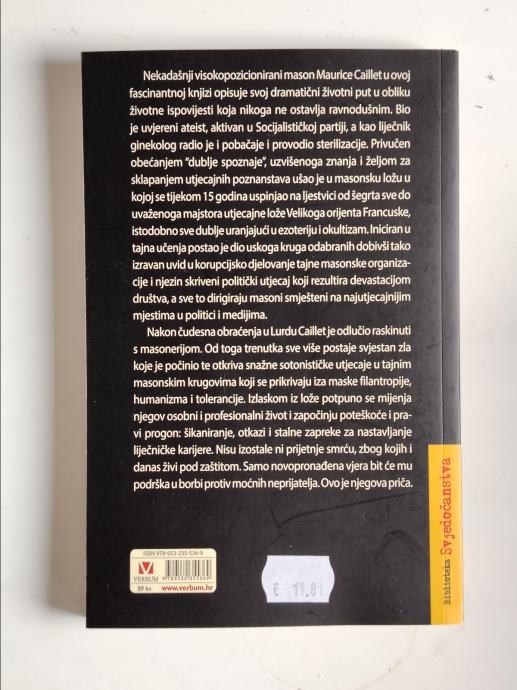 Nekadašnji visokopozicionirani mason Maurice Caillet u ovoj
fascinantnoj knjizi opisuje svoj dramatični životni put u obliku
životne ispovijesti koja nikoga ne ostavlja ravnodušnim. Bio
je uvjereni ateist, aktivan u Socijalističkoj partiji, a kao liječnik
ginekolog radio je i pobačaje i provodio sterilizacije. Privučen
obećanjem “dublje spoznaje”, uzvišenoga znanja i željom za
sklapanjem utjecajnih poznanstava ušao je u masonsku ložu u
kojoj se tijekom 15 godina uspinjao na ljestvici od šegrta sve do
uvaženoga majstora utjecajne lože Velikoga orijenta Francuske,
istodobno sve dublje uranjajući u ezoteriju i okultizam. Iniciran u
tajna učenja postao je dio uskoga kruga odabranih dobivši tako
izravan uvid u korupcijsko djelovanje tajne masonske organiza-
cije i njezin skriveni politički utjecaj koji rezultira devastacijom
društva, a sve to dirigiraju masoni smješteni na najutjecajnijim
mjestima u politici i medijima.
Nakon čudesna obraćenja u Lurdu Caillet je odlučio raskinuti
s masonerijom. Od toga trenutka sve više postaje svjestan zla
koje je počinio te otkriva snažne sotonističke utjecaje u tajnim
masonskim krugovima koji se prikrivaju iza maske filantropije,
humanizma i tolerancije. Izlaskom iz lože potpuno se mijenja
njegov osobni i profesionalni život i započinju poteškoće i pra-
vi progon: šikaniranje, otkazi i stalne zapreke za nastavljanje
liječničke karijere. Nisu izostale ni prijetnje smrću, zbog kojih i
danas živi pod zaštitom. Samo novopronađena vjera bit će mu
podrška u borbi protiv moćnih neprijatelja. Ovo je njegova priča.
Biblioteka Svjedočanstva
ISBN 978-953-235-536-9
VERBUM
9 789532 355369
89 kn www.verbum.hr
€ 11.81